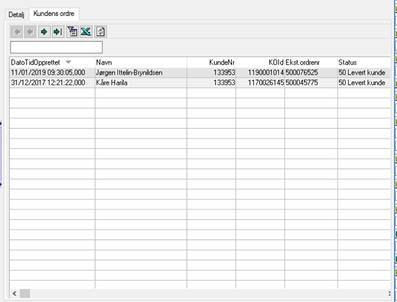 Detalj Kundens ordre
DatoTidOpprettet Navn KundeNr KOId Ekst.ordrenr Status
11/01/2019 09:30.05,000 Jørgen Ittelin-Brynildsen 133953 1190001014 500076525 50 Levert kunde
31/12/2017 12:21:22,000 Kåre Harila 133953 1170026145 500045775 50 Levert kunde